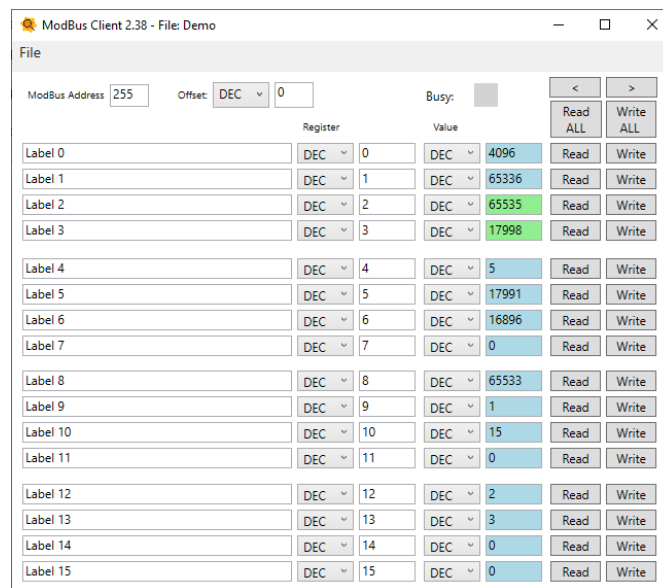 ModBus Client 2.38 - File: Demo
File
ModBus Address 255 Offset: DEC 0 Busy: < >
Read ALL Write ALL
Register Value
Label 0 DEC 0 DEC 4096 Read Write
Label 1 DEC 1 DEC 65336 Read Write
Label 2 DEC 2 DEC 65535 Read Write
Label 3 DEC 3 DEC 17998 Read Write
Label 4 DEC 4 DEC 5 Read Write
Label 5 DEC 5 DEC 17991 Read Write
Label 6 DEC 6 DEC 16896 Read Write
Label 7 DEC 7 DEC 0 Read Write
Label 8 DEC 8 DEC 65533 Read Write
Label 9 DEC 9 DEC 1 Read Write
Label 10 DEC 10 DEC 15 Read Write
Label 11 DEC 11 DEC 0 Read Write
Label 12 DEC 12 DEC 2 Read Write
Label 13 DEC 13 DEC 3 Read Write
Label 14 DEC 14 DEC 0 Read Write
Label 15 DEC 15 DEC 0 Read Write